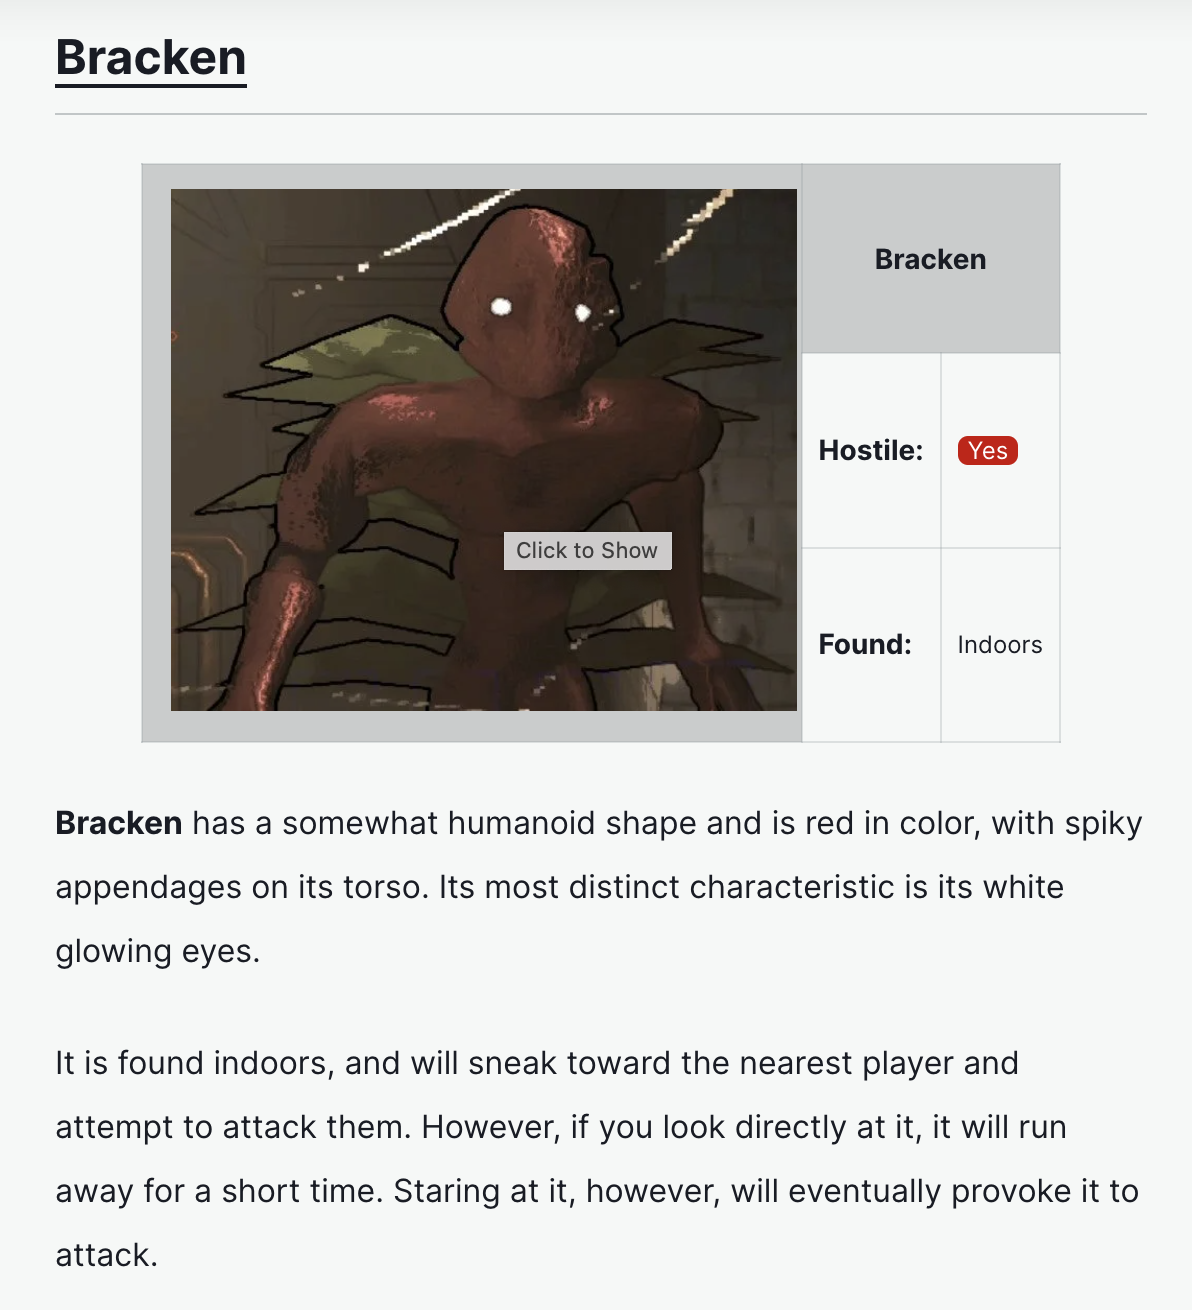 Bracken
Bracken
Hostile:
Yes
Click to Show
Found:
Indoors
Bracken has a somewhat humanoid shape and is red in color, with spiky
appendages on its torso. Its most distinct characteristic is its white
glowing eyes.
It is found indoors, and will sneak toward the nearest player and
attempt to attack them. However, if you look directly at it, it will run
away for a short time. Staring at it, however, will eventually provoke it to
attack.